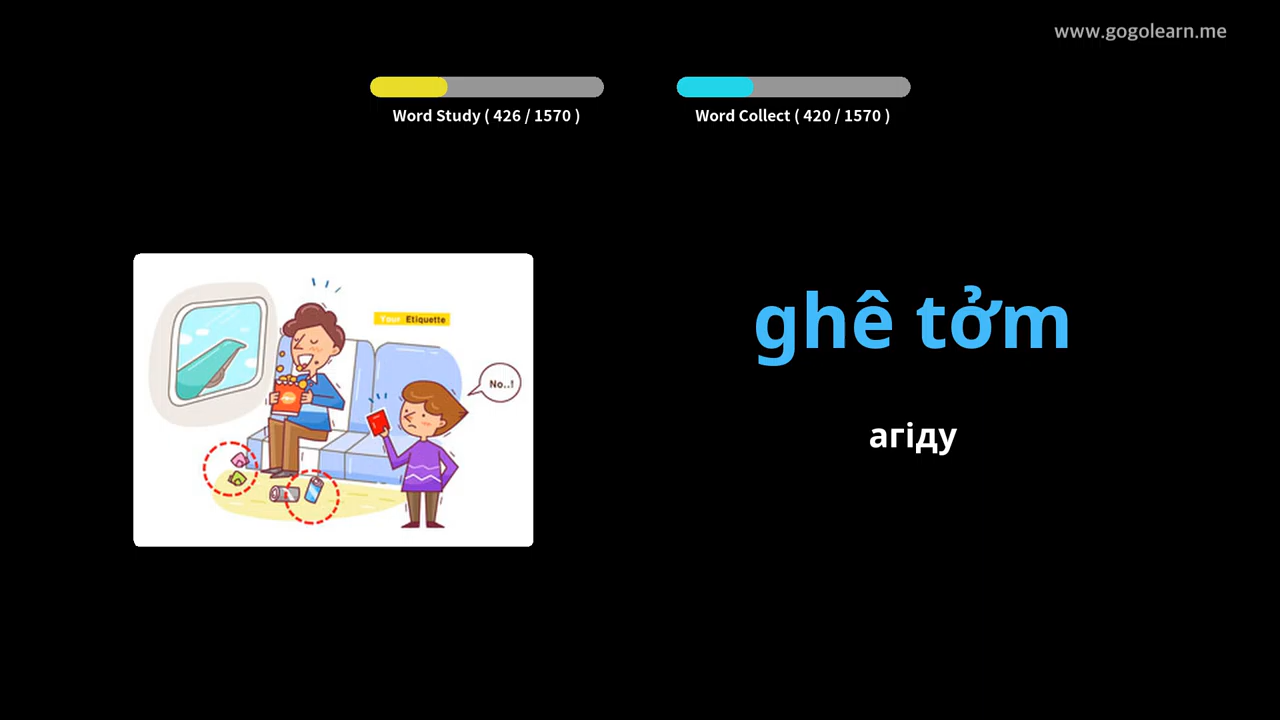 www.gogolearn.me
Word Study ( 426 / 1570 )
Word Collect ( 420 / 1570 )
Your Etiquette
No..!
ghê tởm
агіду